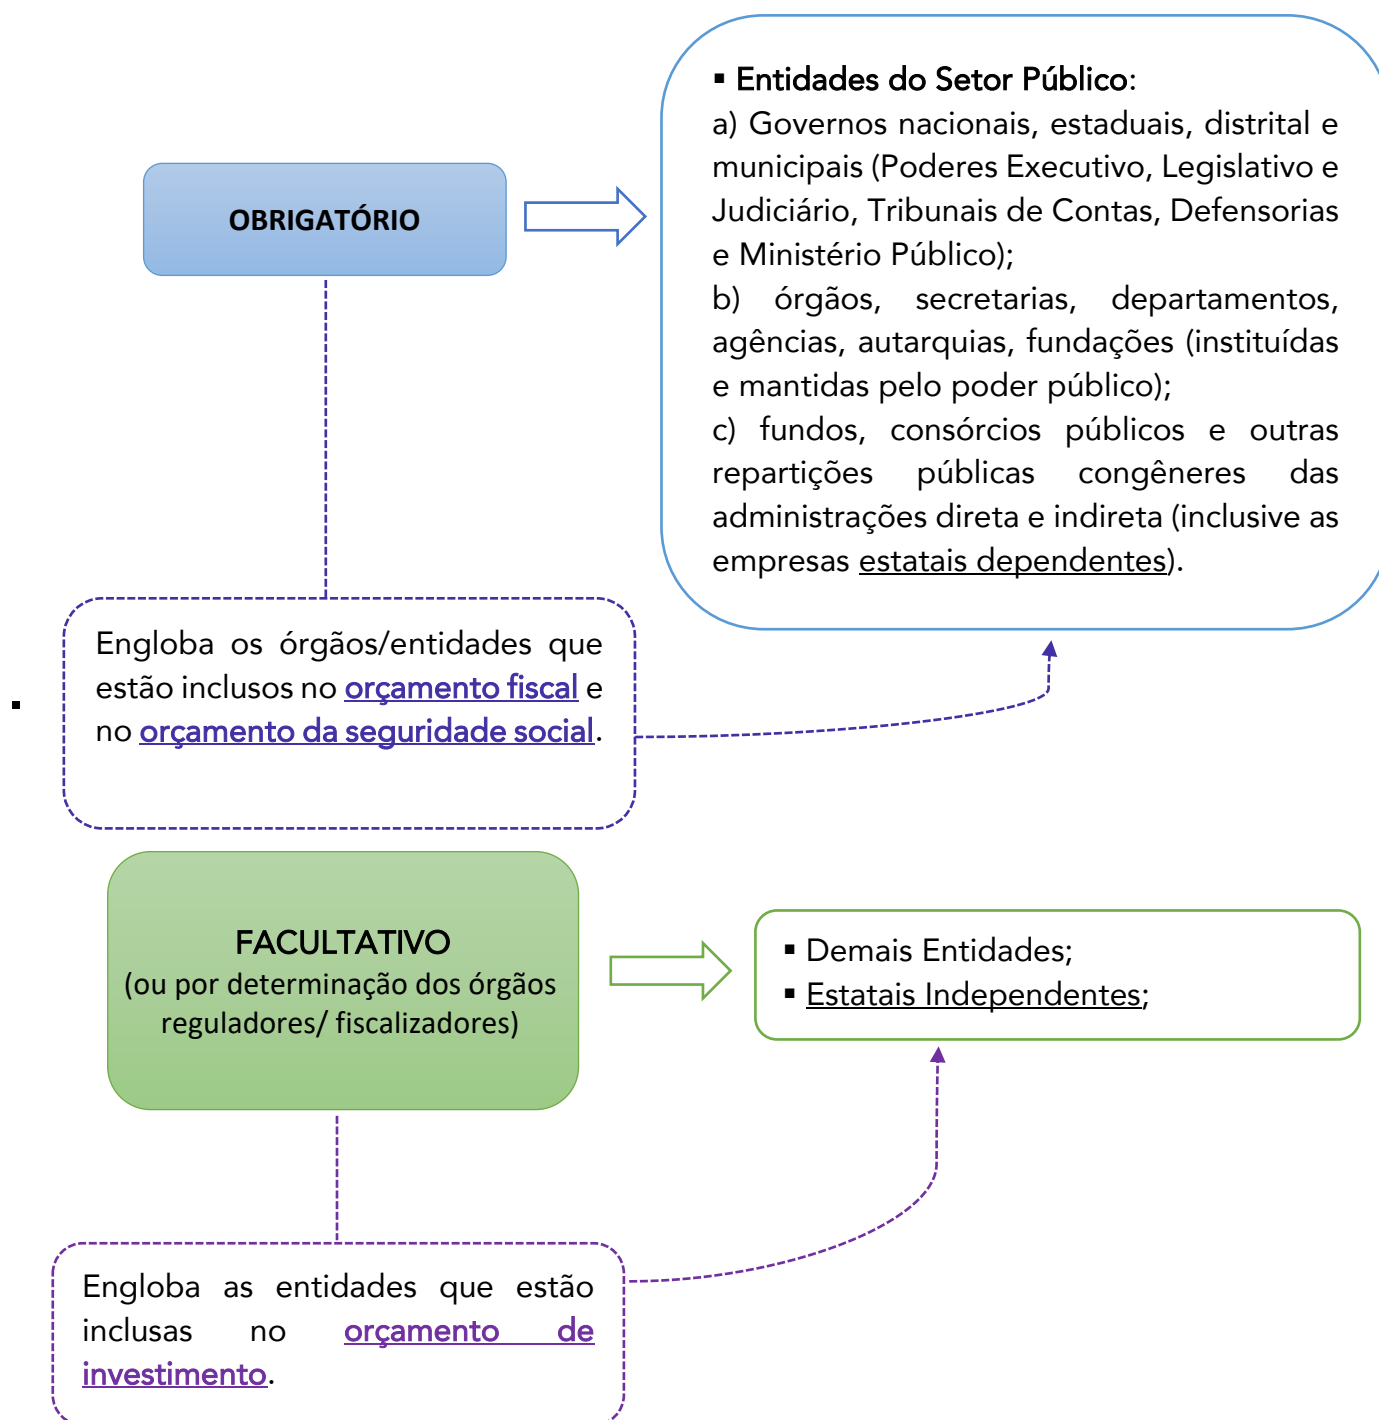 ▪ Entidades do Setor Público:
a) Governos nacionais, estaduais, distrital e
municipais (Poderes Executivo, Legislativo e
Judiciário, Tribunais de Contas, Defensorias
e Ministério Público);
b) órgãos, secretarias, departamentos,
agências, autarquias, fundações (instituídas
e mantidas pelo poder público);
c) fundos, consórcios públicos e outras
repartições públicas congêneres das
administrações direta e indireta (inclusive as
empresas estatais dependentes).
OBRIGATÓRIO
Engloba os órgãos/entidades que
estão inclusos no orçamento fiscal e
no orçamento da seguridade social.
▪
FACULTATIVO
(ou por determinação dos órgãos
reguladores/ fiscalizadores)
▪ Demais Entidades;
▪ Estatais Independentes;
Engloba as entidades que estão
inclusas no orçamento de
investimento.